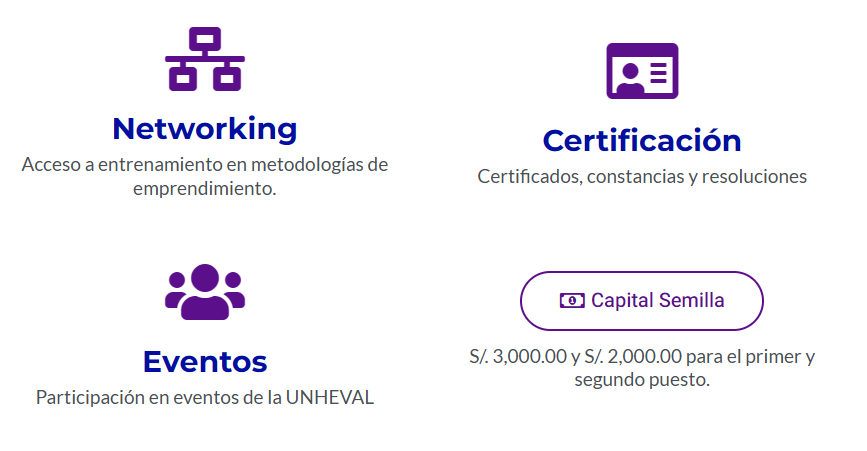 Networking
Acceso a entrenamiento en metodologías de
emprendimiento.
Certificación
Certificados, constancias y resoluciones
Eventos
Participación en eventos de la UNHEVAL
Capital Semilla
S/. 3,000.00 y S/. 2,000.00 para el primer y
segundo puesto.